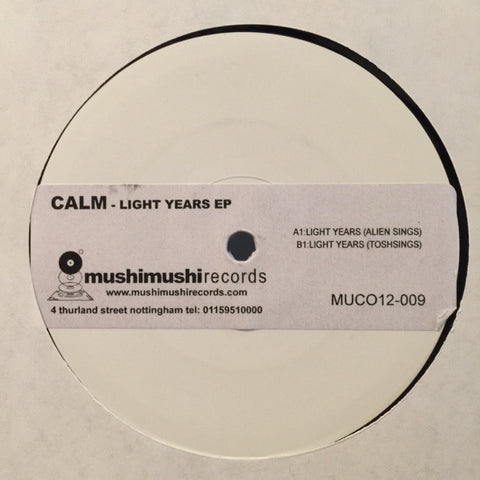 CALM - LIGHT YEARS EP
A1:LIGHT YEARS (ALIEN SINGS)
B1:LIGHT YEARS (TOSHSINGS)
mushimushirecords
www.mushimushirecords.com
4 thurland street nottingham tel: 01159510000
MUCO12-009